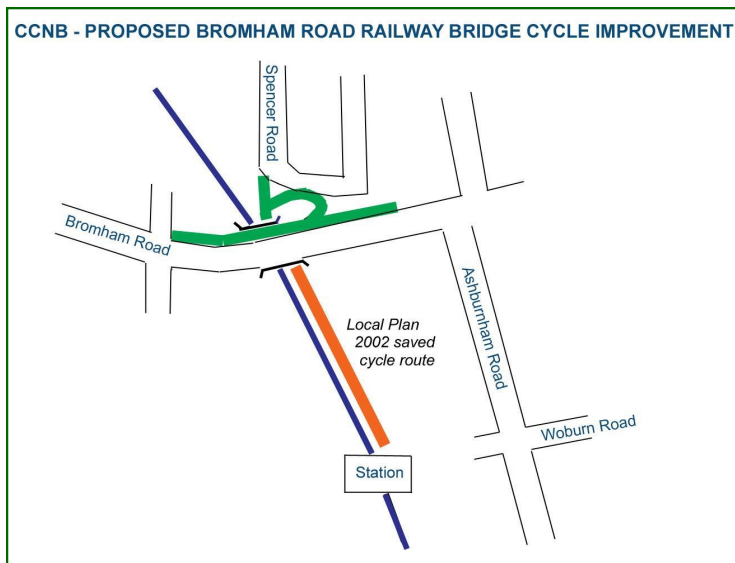 CCNB - PROPOSED BROMHAM ROAD RAILWAY BRIDGE CYCLE IMPROVEMENT
Spencer Road
Bromham Road
Local Plan
2002 saved
cycle route
Ashburnham Road
Woburn Road
Station